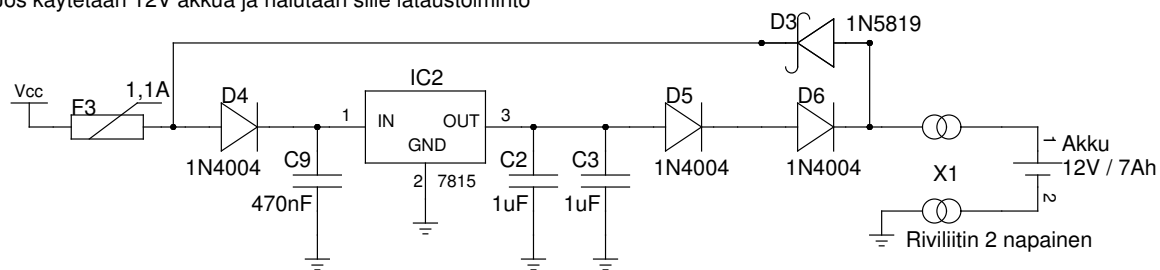 Jos käytetään 12V akkua ja halutaan sille lataustoiminto
D3
1N5819
Vcc
F3
1,1A
D4
1N4004
C9
470nF
IC2
1
IN
OUT
3
GND
2
7815
C2
1uF
C3
1uF
D5
1N4004
D6
1N4004
X1
1
Akku
12V / 7Ah
2
Riviliitin 2 napainen